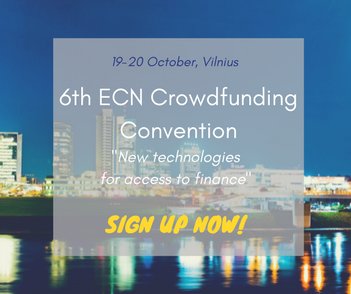 19-20 October, Vilnius
6th ECN Crowdfunding
Convention
"New technologies
for access to finance"
SIGN UP NOW!